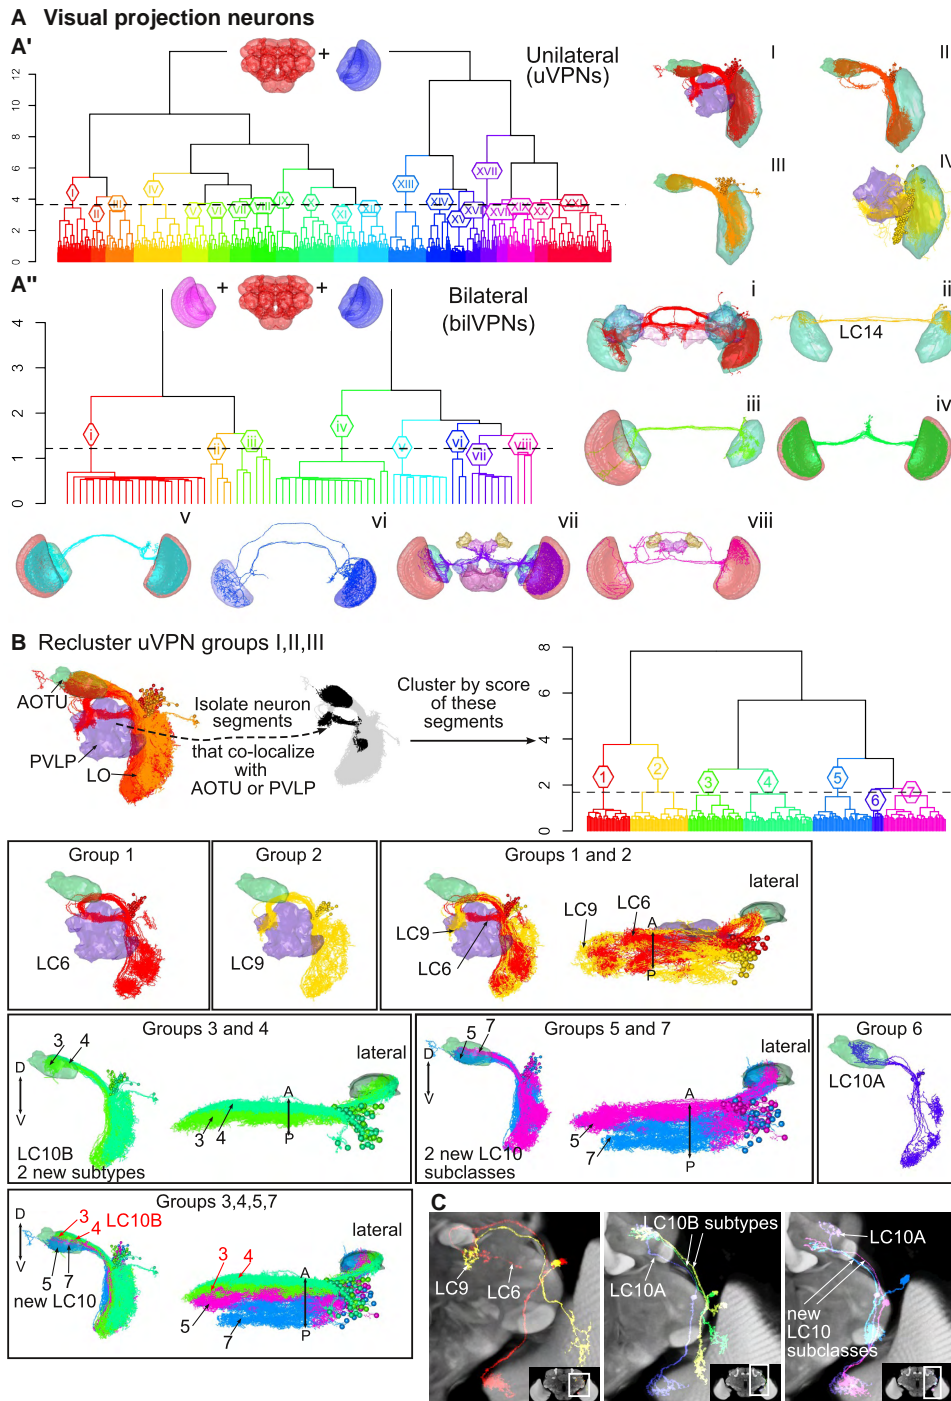 A Visual projection neurons
A'
Unilateral
(uVPNs)
12
10
8
6
4
2
0
I
II
III
IV
V
VI
VII
VIII
IX
X
XI
XII
XIII
XIV
XV
XVI
XVII
XVIII
XIX
XX
XXI
I
II
III
IV
A"
+
+
+
Bilateral
(bilVPNs)
4
3
2
1
0
i
ii
iii
iv
v
vi
vii
viii
i
ii
LC14
iii
iv
v
vi
vii
viii
B Recluster uVPN groups I,II,III
AOTU
PVLP
LO
Isolate neuron
segments
that co-localize
with
AOTU or PVLP
Cluster by score
of these
segments
8
6
4
2
0
1
2
3
4
5
6
7
Group 1
LC6
Group 2
LC9
Groups 1 and 2
lateral
LC9
LC6
LC9
LC6
A
P
Groups 3 and 4
3 4
D
V
LC10B
2 new subtypes
lateral
A
P
3 4
Groups 5 and 7
5 7
D
V
2 new LC10
subclasses
lateral
A
P
5
7
Group 6
LC10A
Groups 3,4,5,7
D
V
3
4 LC10B
5 7
new LC10
lateral
3 4
A
P
5
7
C
LC9
LC6
LC10B subtypes
LC10A
LC10A
new
LC10
subclasses